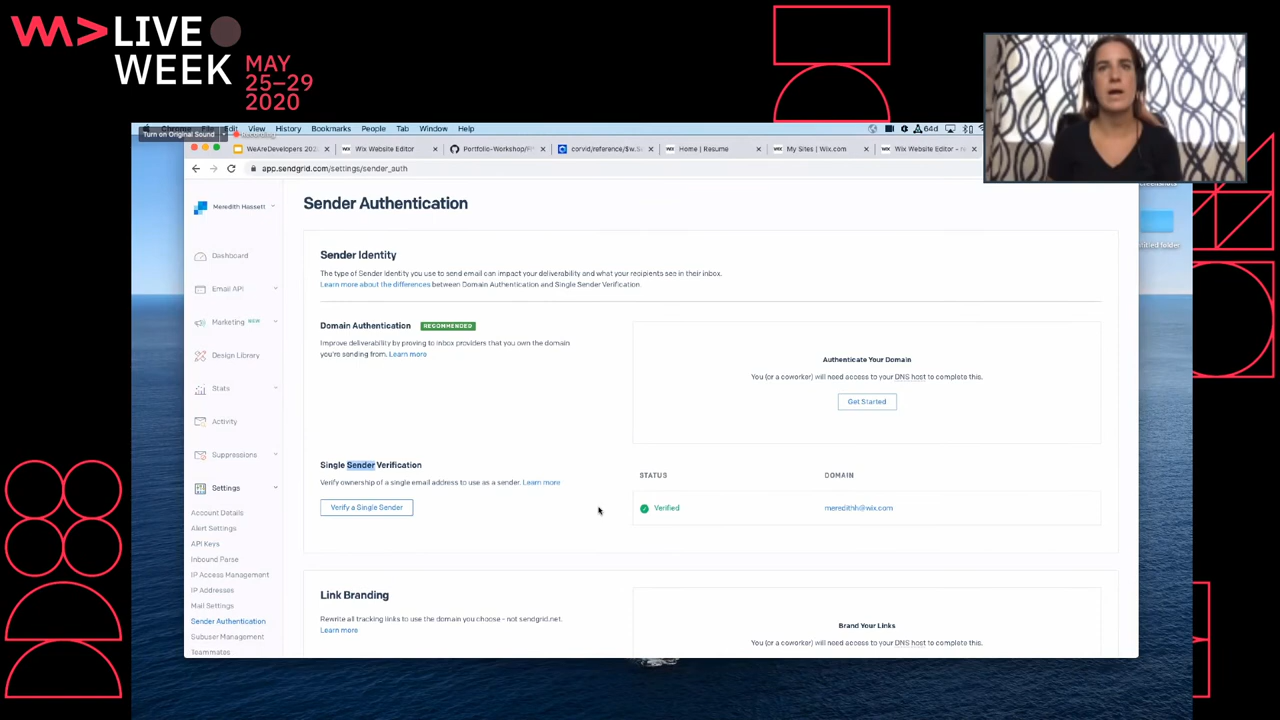 LIVE
WEEK
MAY
25–29
2020
Chrome File Edit View History Bookmarks People Tab Window Help
64d
Turn on Original Sound
Recording
WeAreDevelopers 202
Wix Website Editor
Portfolio-Workshop/
corvid/reference/$w.S
Home | Resume
My Sites | Wix.com
Wix Website Editor
app.sendgrid.com/settings/sender_auth
Meredith Hassett
Dashboard
Email API
Marketing NEW
Design Library
Stats
Activity
Suppressions
Settings
Account Details
Alert Settings
API Keys
Inbound Parse
IP Access Management
IP Addresses
Mail Settings
Sender Authentication
Subuser Management
Teammates
Sender Authentication
Sender Identity
The type of Sender Identity you use to send email can impact your deliverability and what your recipients see in their inbox.
Learn more about the differences between Domain Authentication and Single Sender Verification.
Domain Authentication RECOMMENDED
Improve deliverability by proving to inbox providers that you own the domain
you're sending from. Learn more
Authenticate Your Domain
You (or a coworker) will need access to your DNS host to complete this.
Get Started
Single Sender Verification
Verify ownership of a single email address to use as a sender. Learn more
Verify a Single Sender
STATUS DOMAIN
Verified meredithh@wix.com
Link Branding
Rewrite all tracking links to use the domain you choose - not sendgrid.net.
Learn more
Brand Your Links
You (or a coworker) will need access to your DNS host to complete this.